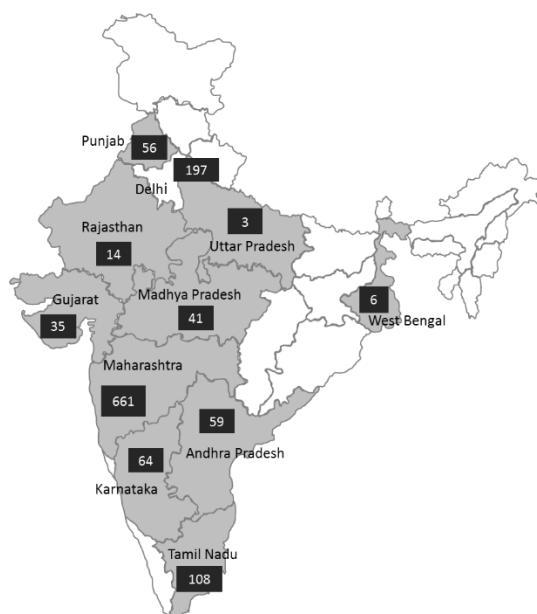 Punjab
56
197
Delhi
3
Uttar Pradesh
Rajasthan
14
Madhya Pradesh
41
Gujarat
35
6
West Bengal
Maharashtra
661
59
Andhra Pradesh
64
Karnataka
Tamil Nadu
108